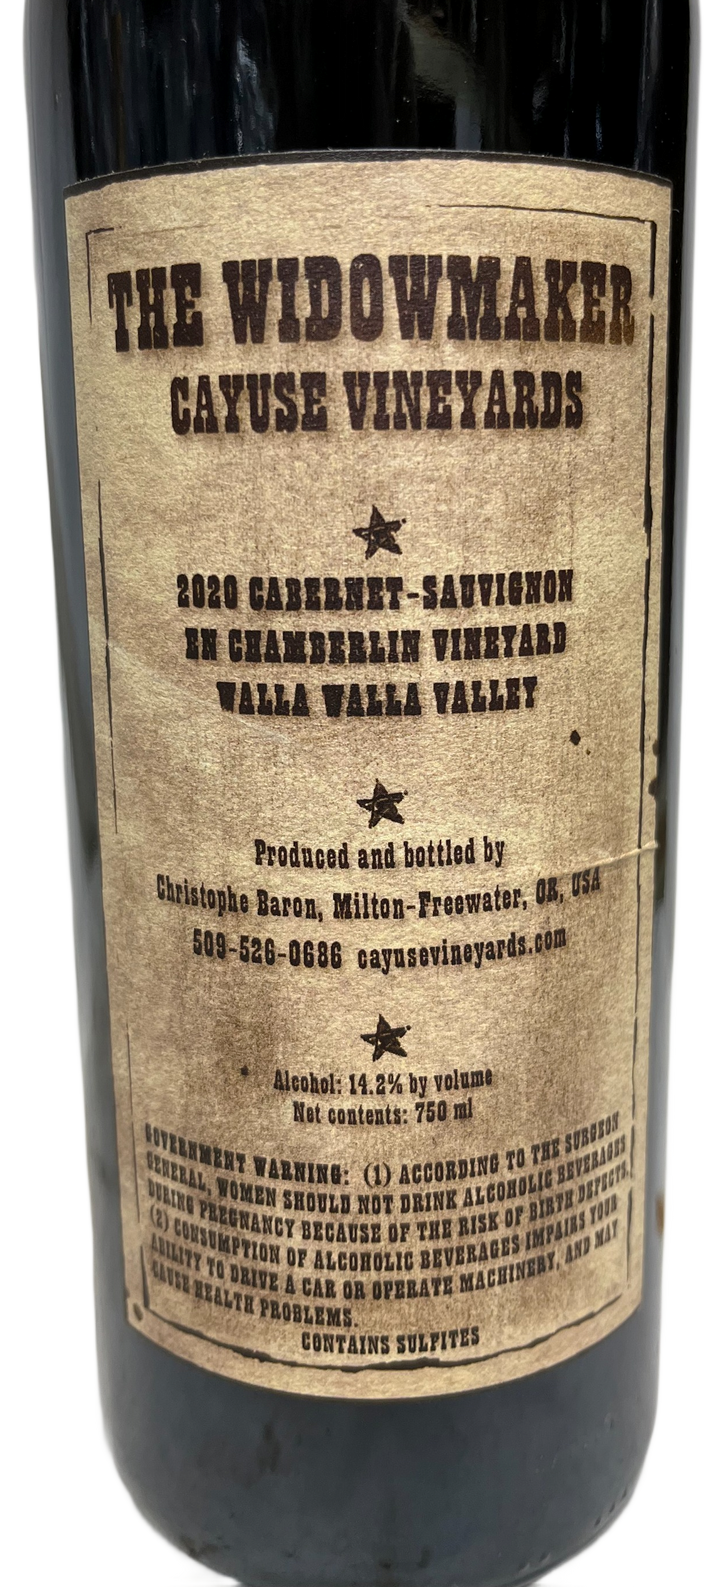 THE WIDOWMAKER
CAYUSE VINEYARDS
2020 CABERNET-SAUVIGNON
EN CHAMBERLIN VINEYARD
WALLA WALLA VALLEY
Produced and bottled by
Christophe Baron, Milton-Freewater, OR, USA
509-526-0686 cayusevineyards.com
Alcohol: 14.2% by volume
Net contents: 750 ml
GOVERNMENT WARNING: (1) ACCORDING TO THE SURGEON
GENERAL, WOMEN SHOULD NOT DRINK ALCOHOLIC BEVERAGES
DURING PREGNANCY BECAUSE OF THE RISK OF BIRTH DEFECTS.
(2) CONSUMPTION OF ALCOHOLIC BEVERAGES IMPAIRS YOUR
ABILITY TO DRIVE A CAR OR OPERATE MACHINERY, AND MAY
CAUSE HEALTH PROBLEMS.
CONTAINS SULFITES